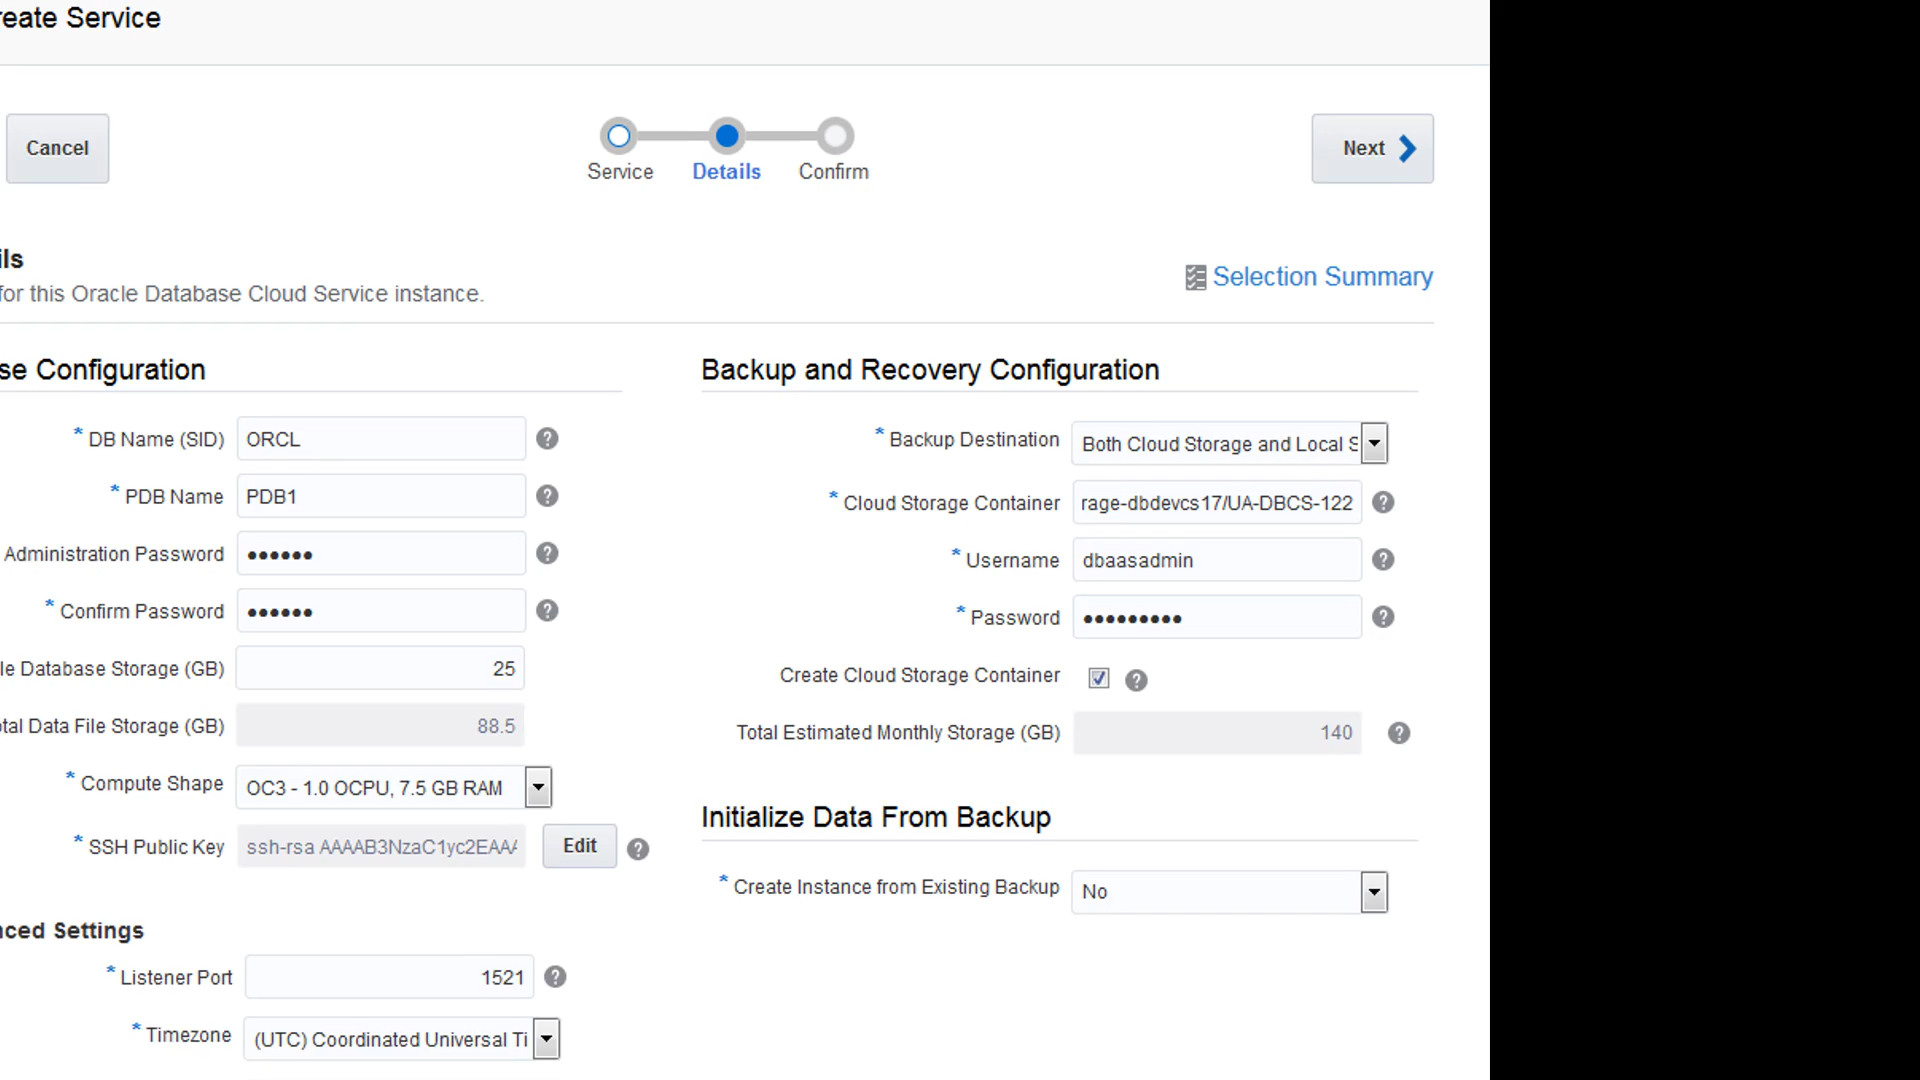 reate Service
Cancel
Service
Details
Confirm
Next
ils
for this Oracle Database Cloud Service instance.
Selection Summary
se Configuration
* DB Name (SID) ORCL
* PDB Name PDB1
Administration Password ●●●●●●
* Confirm Password ●●●●●●
le Database Storage (GB) 25
otal Data File Storage (GB) 88.5
* Compute Shape OC3 - 1.0 OCPU, 7.5 GB RAM
* SSH Public Key ssh-rsa AAAAB3NzaC1yc2EAAA Edit
nced Settings
* Listener Port 1521
* Timezone (UTC) Coordinated Universal Ti
Backup and Recovery Configuration
* Backup Destination Both Cloud Storage and Local S
* Cloud Storage Container rage-dbdevcs17/UA-DBCS-122
* Username dbaasadmin
* Password ●●●●●●●●●
Create Cloud Storage Container
Total Estimated Monthly Storage (GB) 140
Initialize Data From Backup
* Create Instance from Existing Backup No